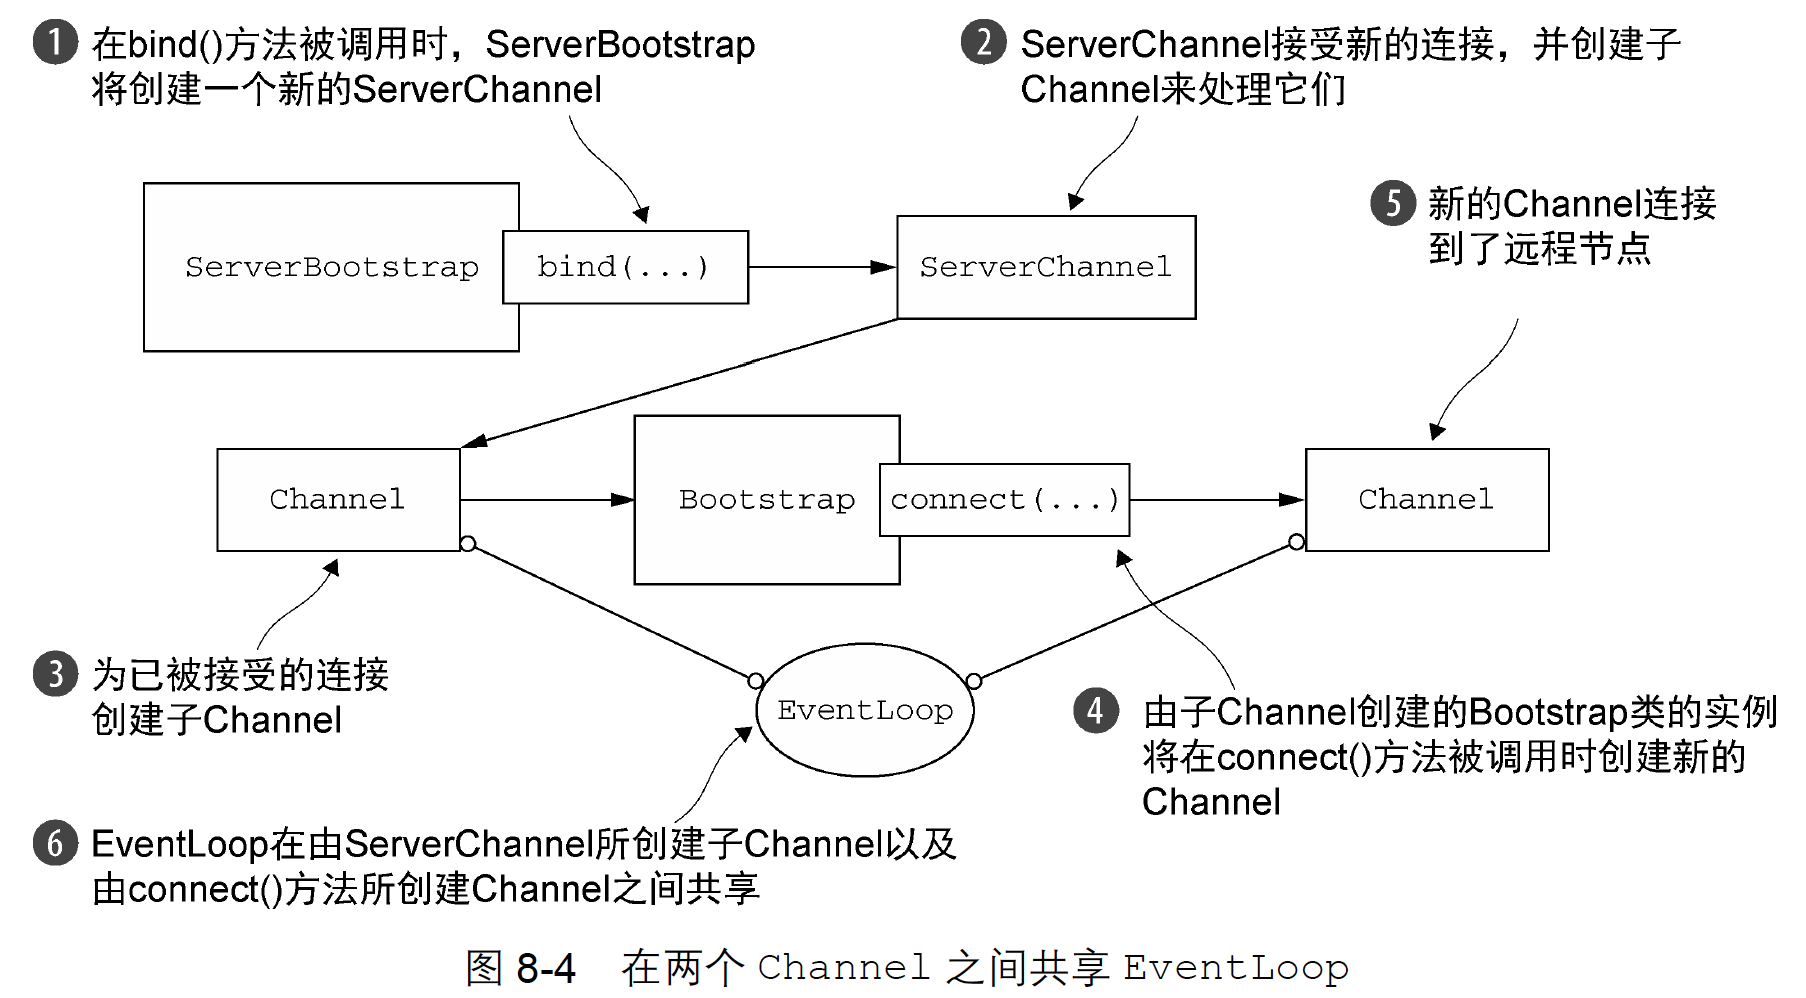 1 在bind()方法被调用时，ServerBootstrap
将创建一个新的ServerChannel
2 ServerChannel接受新的连接，并创建子
Channel来处理它们
5 新的Channel连接
到了远程节点
ServerBootstrap
bind(...)
ServerChannel
Channel
Bootstrap
connect(...)
Channel
3 为已被接受的连接
创建子Channel
EventLoop
4 由子Channel创建的Bootstrap类的实例
将在connect()方法被调用时创建新的
Channel
6 EventLoop在由ServerChannel所创建子Channel以及
由connect()方法所创建Channel之间共享
图 8-4 在两个 Channel 之间共享 EventLoop